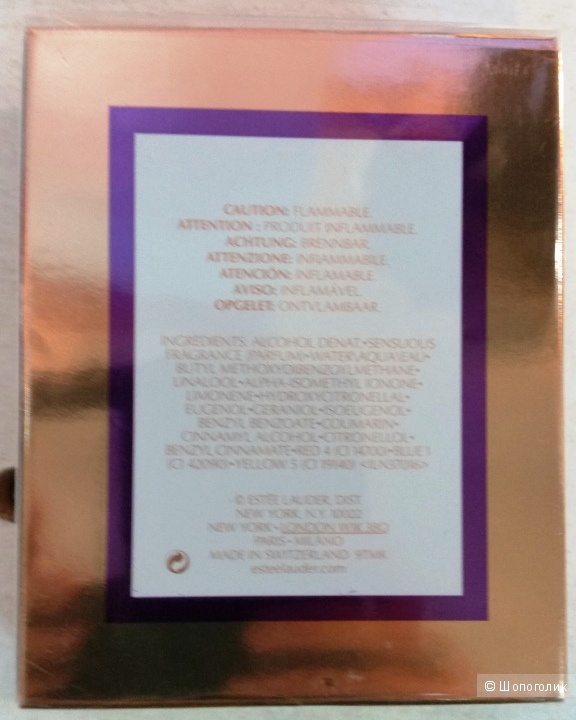 CAUTION: FLAMMABLE.
ATTENTION : PRODUIT INFLAMMABLE.
ACHTUNG: BRENNBAR.
ATTENZIONE: INFIAMMABILE.
ATENCIÓN: INFLAMABLE.
AVISO: INFLAMÁVEL.
OPGELET: ONTVLAMBAAR.
INGREDIENTS: ALCOHOL DENAT.•SENSUOUS
FRAGRANCE (PARFUM)•WATER\AQUA\EAU•
BUTYL METHOXYDIBENZOYLMETHANE•
LINALOOL•ALPHA-ISOMETHYL IONONE•
LIMONENE•HYDROXYCITRONELLAL•
EUGENOL•GERANIOL•ISOEUGENOL•
BENZYL BENZOATE•COUMARIN•
CINNAMYL ALCOHOL•CITRONELLOL•
BENZYL CINNAMATE•RED 4 (CI 14700)•BLUE 1
(CI 42090)•YELLOW 5 (CI 19140) <ILN37016>
© ESTÉE LAUDER, DIST.
NEW YORK, N.Y. 10022
NEW YORK•LONDON W1K 3BQ
PARIS•MILANO
MADE IN SWITZERLAND 9TMK
esteelauder.com
© Шопоголик